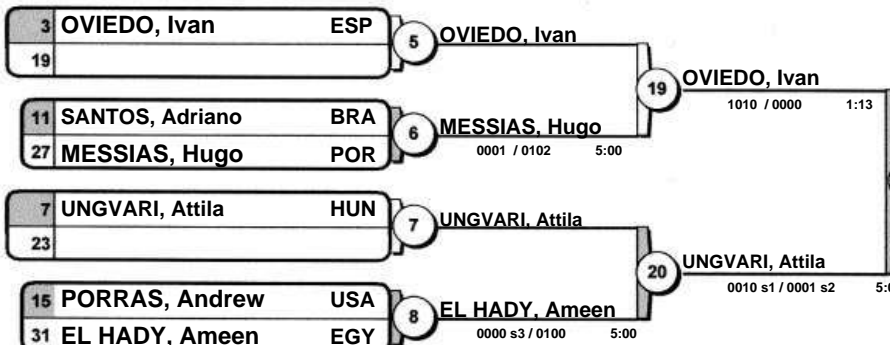 3 OVIEDO, Ivan ESP
19
5 OVIEDO, Ivan
11 SANTOS, Adriano BRA
27 MESSIAS, Hugo POR
6 MESSIAS, Hugo
0001 / 0102 5:00
19 OVIEDO, Ivan
1010 / 0000 1:13
7 UNGVARI, Attila HUN
23
7 UNGVARI, Attila
15 PORRAS, Andrew USA
31 EL HADY, Ameen EGY
8 EL HADY, Ameen
0000 s3 / 0100 5:00
20 UNGVARI, Attila
0010 s1 / 0001 s2